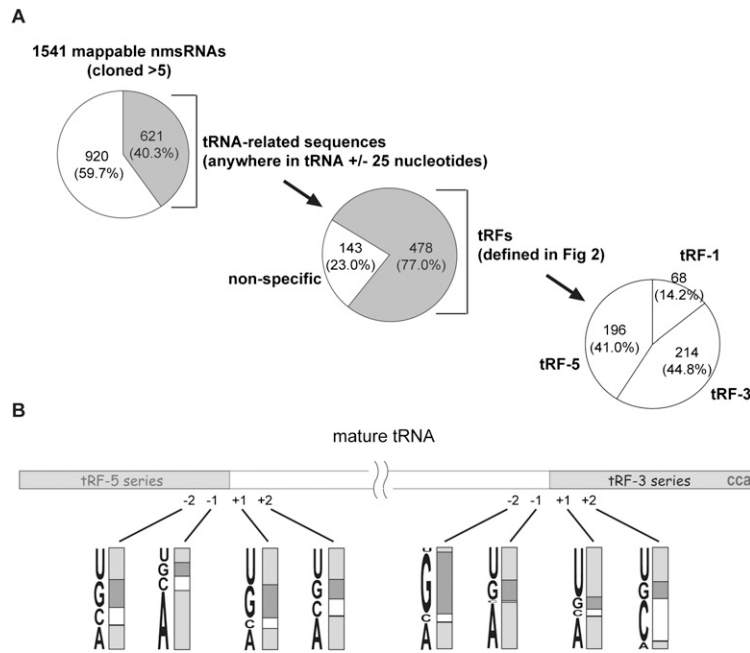 A
1541 mappable nmsRNAs
(cloned >5)
621
(40.3%)
920
(59.7%)
tRNA-related sequences
(anywhere in tRNA +/- 25 nucleotides)
143
(23.0%)
478
(77.0%)
non-specific
tRFs
(defined in Fig 2)
tRF-1
68
(14.2%)
196
(41.0%)
214
(44.8%)
tRF-5
tRF-3
B
mature tRNA
tRF-5 series
tRF-3 series
cca
-2 -1 +1 +2
-2 -1 +1 +2
U U U U U U U U
G G G G G G G G
C C C C C C C
A A A A A A A A